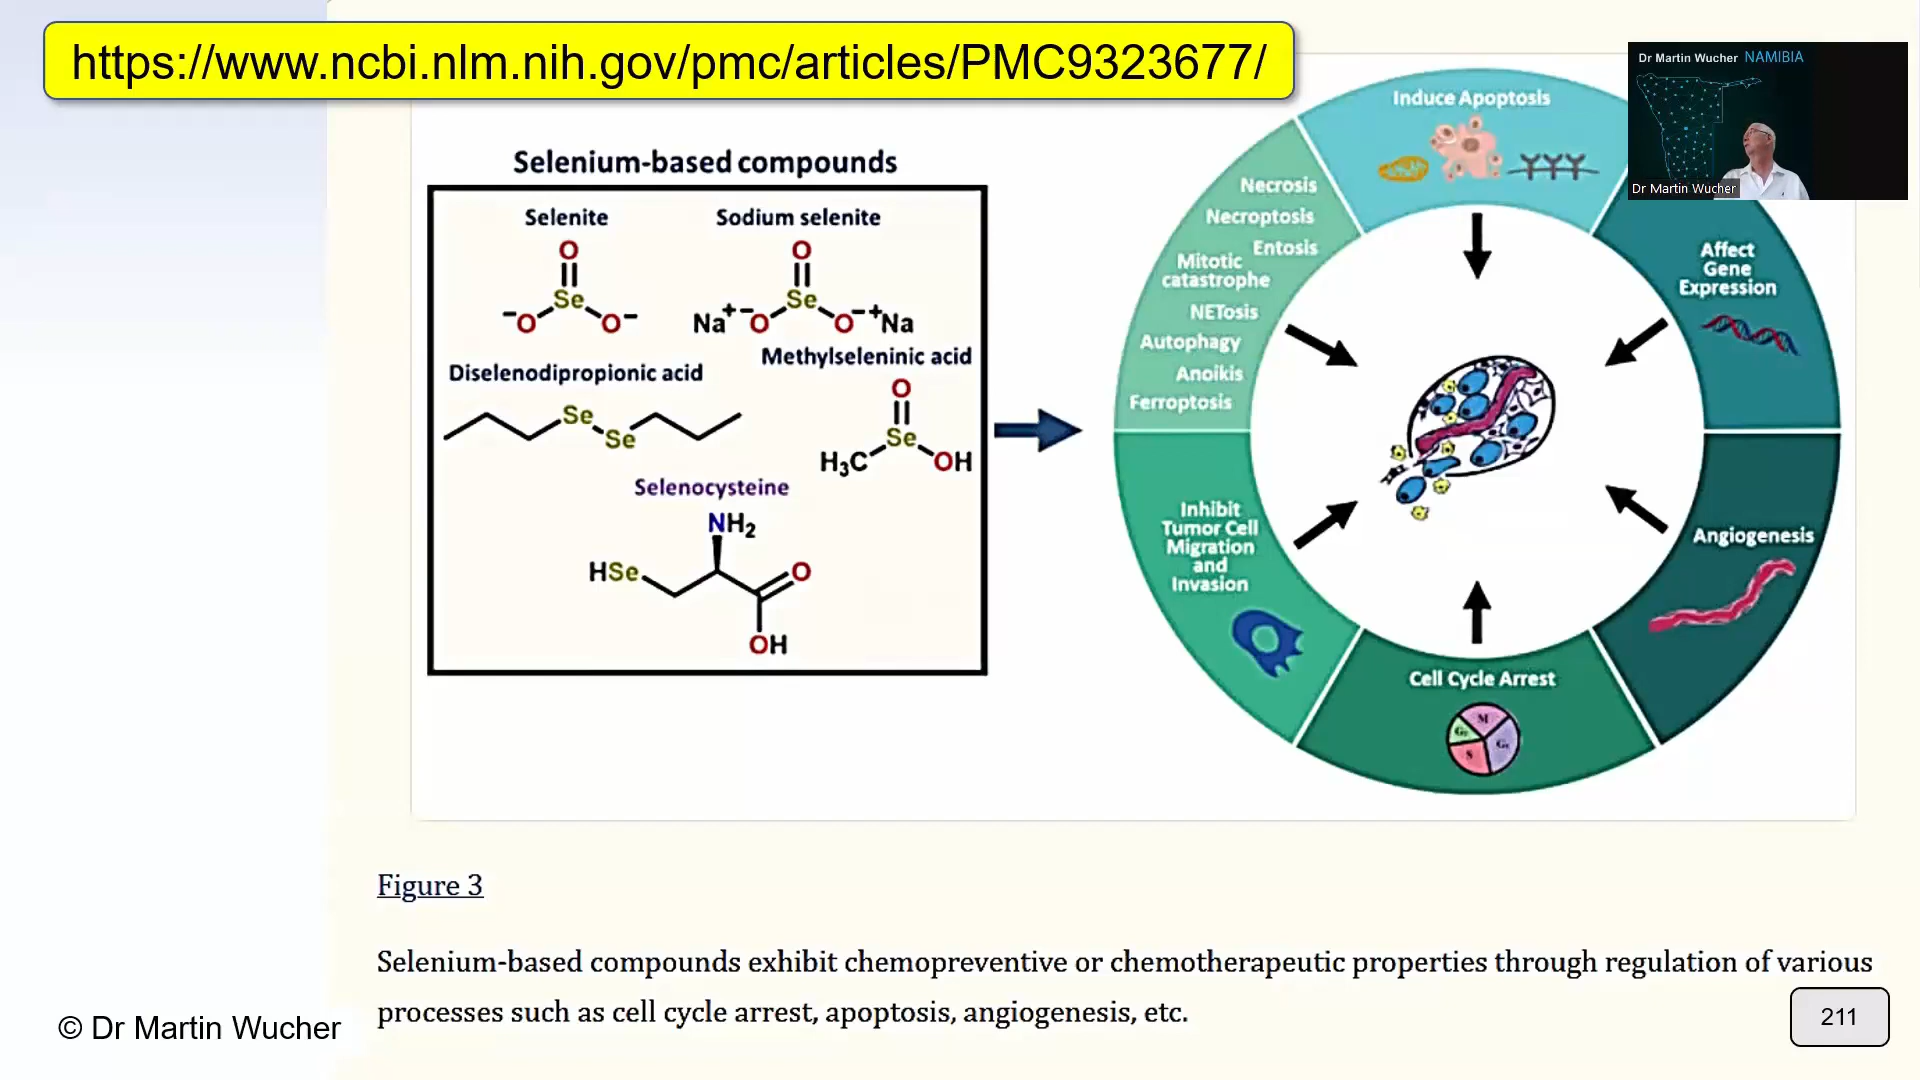 https://www.ncbi.nlm.nih.gov/pmc/articles/PMC9323677/
Dr Martin Wucher NAMIBIA
Dr Martin Wucher
Selenium-based compounds
Selenite
Sodium selenite
O
Se
-O
O-
O
Se
Na+-O
O-+Na
Diselenodipropionic acid
Methylseleninic acid
Se
Se
O
Se
H3C
OH
Selenocysteine
NH2
HSe
O
OH
Induce Apoptosis
Necrosis
Necroptosis
Entosis
Mitotic
catastrophe
NETosis
Autophagy
Anoikis
Ferroptosis
Affect
Gene
Expression
Inhibit
Tumor Cell
Migration
and
Invasion
Angiogenesis
Cell Cycle Arrest
M
S
Figure 3
Selenium-based compounds exhibit chemopreventive or chemotherapeutic properties through regulation of various
processes such as cell cycle arrest, apoptosis, angiogenesis, etc.
© Dr Martin Wucher
211